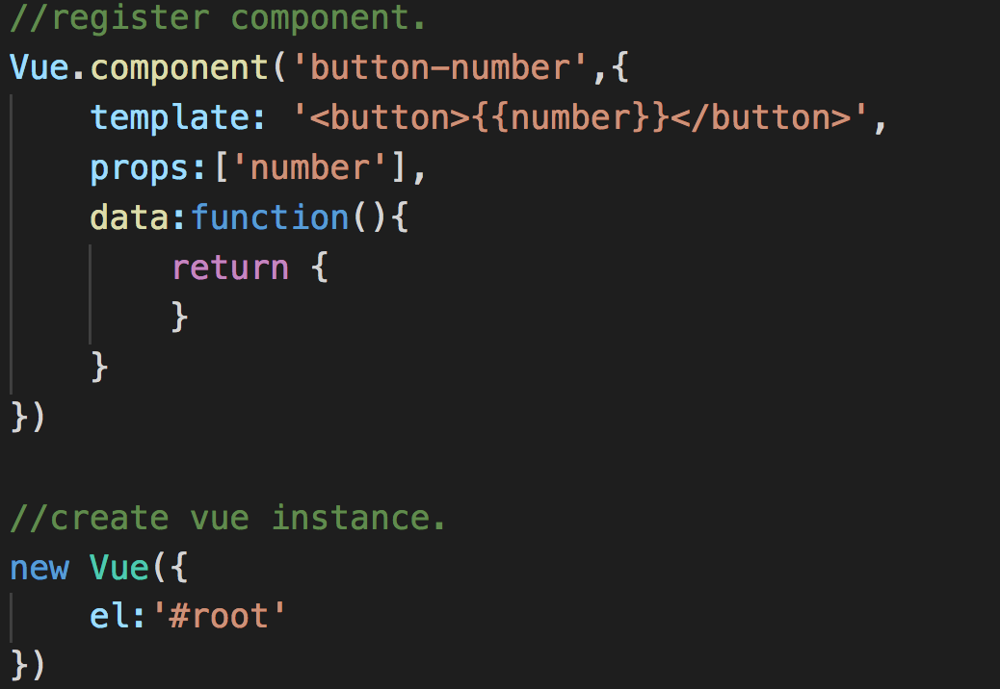 //register component.
Vue.component('button-number',{
    template: '<button>{{number}}</button>',
    props:['number'],
    data:function(){
        return {
        }
    }
})

//create vue instance.
new Vue({
    el:'#root'
})